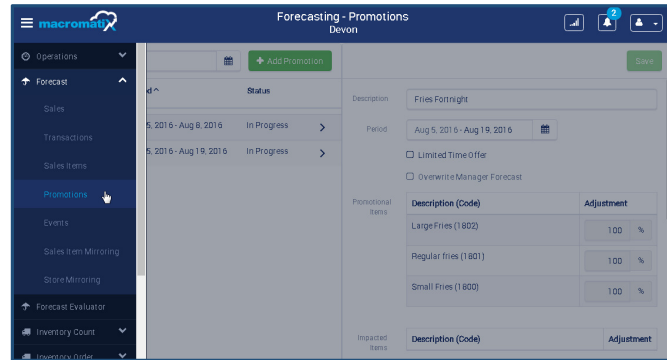 macromatix
Forecasting - Promotions
Devon
2
Operations
Forecast
Sales
Transactions
Sales Items
Promotions
Events
Sales Item Mirroring
Store Mirroring
Forecast Evaluator
Inventory Count
Inventory Order
+ Add Promotion
Status
5, 2016 - Aug 8, 2016 In Progress
5, 2016 - Aug 19, 2016 In Progress
Save
Description Fries Fortnight
Period Aug 5, 2016 - Aug 19, 2016
Limited Time Offer
Overwrite Manager Forecast
Promotional Items
Description (Code) Adjustment
Large Fries (1802) 100 %
Regular fries (1801) 100 %
Small Fries (1800) 100 %
Impacted Items
Description (Code) Adjustment